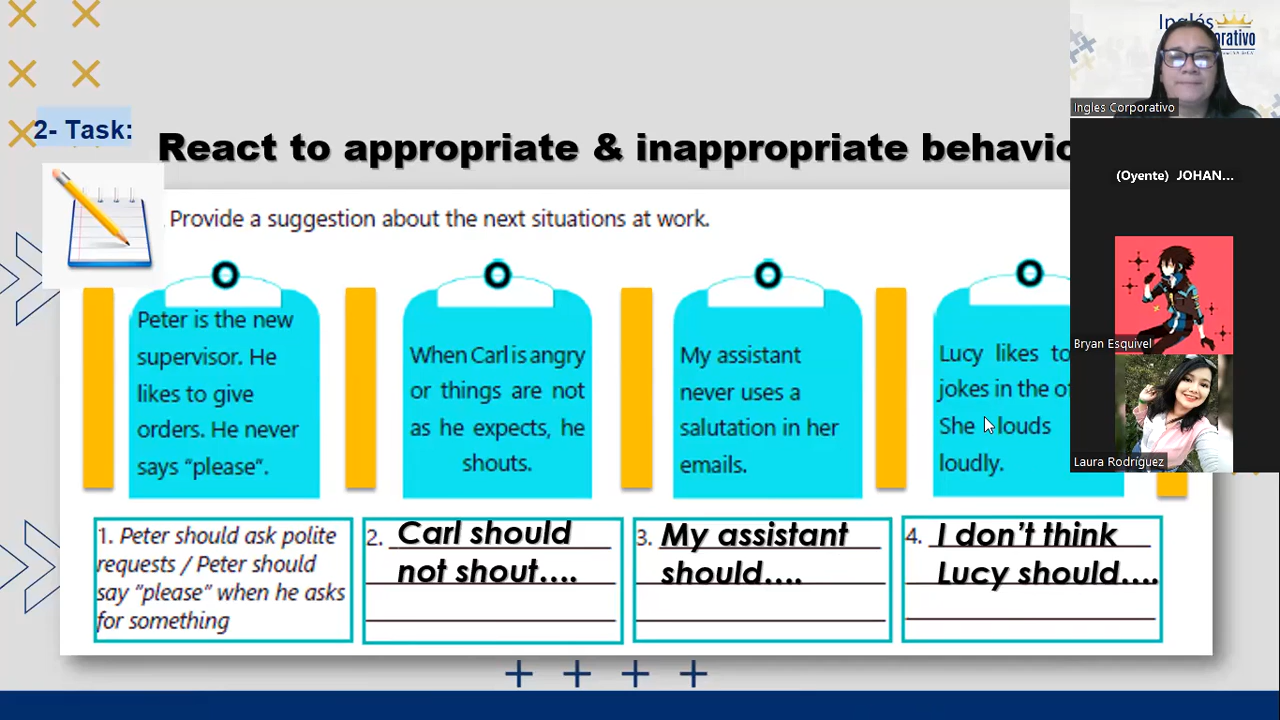 Inglés
orativo
Ingles Corporativo
2- Task:
React to appropriate & inappropriate behavio
(Oyente) JOHAN...
. Provide a suggestion about the next situations at work.
Bryan Esquivel
Peter is the new
supervisor. He
likes to give
orders. He never
says “please”.
When Carl is angry
or things are not
as he expects, he
shouts.
My assistant
never uses a
salutation in her
emails.
Lucy likes to
jokes in the of
She louds
loudly.
Laura Rodríguez
1. Peter should ask polite
requests / Peter should
say “please” when he asks
for something
2. Carl should
not shout....
3. My assistant
should....
4. I don’t think
Lucy should....